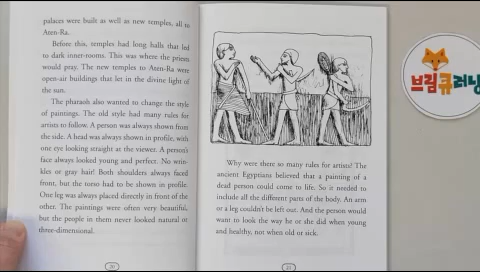 palaces were built as well as new temples, all to
Aten-Ra.
Before this, temples had long halls that led
to dark inner-rooms. This was where the priests
would pray. The new temples to Aten-Ra were
open-air buildings that let in the divine light of
the sun.
The pharaoh also wanted to change the style
of paintings. The old style had many rules for
artists to follow. A person was always shown from
the side. A head was always shown in profile, with
one eye looking straight at the viewer. A person's
face always looked young and perfect. No wrin-
kles or gray hair! Both shoulders always faced
front, but the torso had to be shown in profile.
One leg was always placed directly in front of the
other. The paintings were often very beautiful,
but the people in them never looked natural or
three-dimensional.
20
Why were there so many rules for artists? The
ancient Egyptians believed that a painting of a
dead person could come to life. So it needed to
include all the different parts of the body. An arm
or a leg couldn't be left out. And the person would
want to look the way he or she did when young
and healthy, not when old or sick.
21
브림큐
러닝